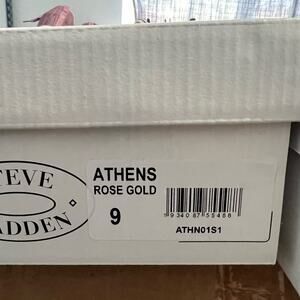 TEVE
ADDEN
ATHENS
ROSE GOLD
9
ATHN01S1